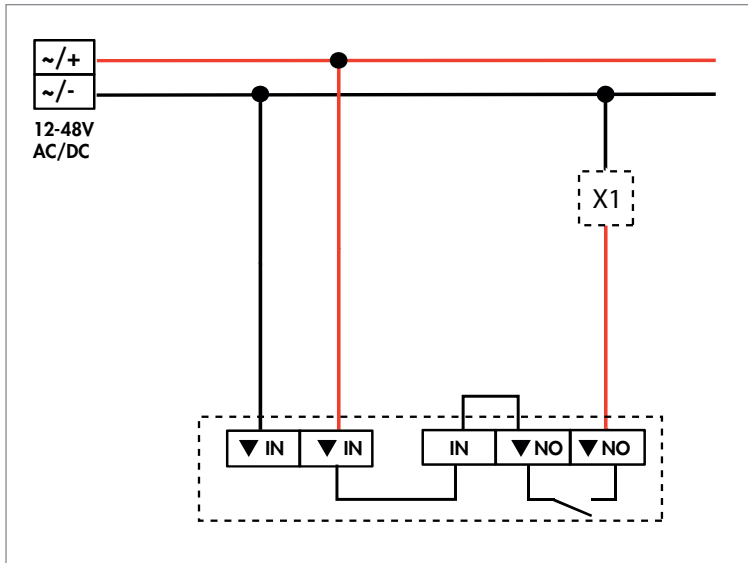 ~/+
~/-
12-48V
AC/DC
X1
▼ IN
▼ IN
IN
▼ NO
▼ NO